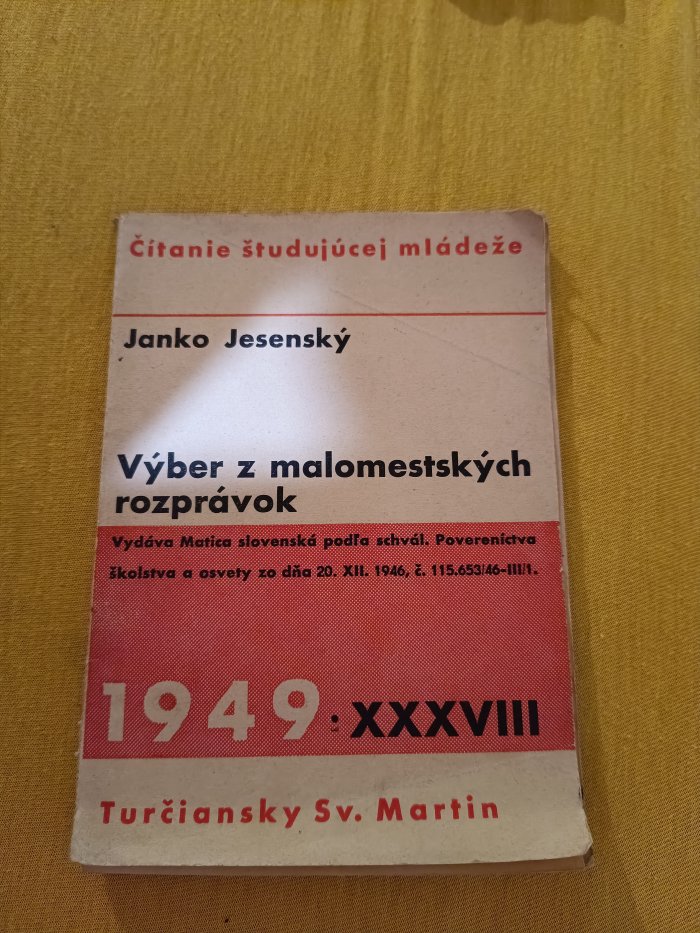 Čítanie študujúcej mládeže
Janko Jesenský
Výber z malomestských
rozprávok
Vydáva Matica slovenská podľa schvál. Povereníctva
školstva a osvety zo dňa 20. XII. 1946, č. 115.653/46-III/1.
1949 : XXXVIII
Turčiansky Sv. Martin